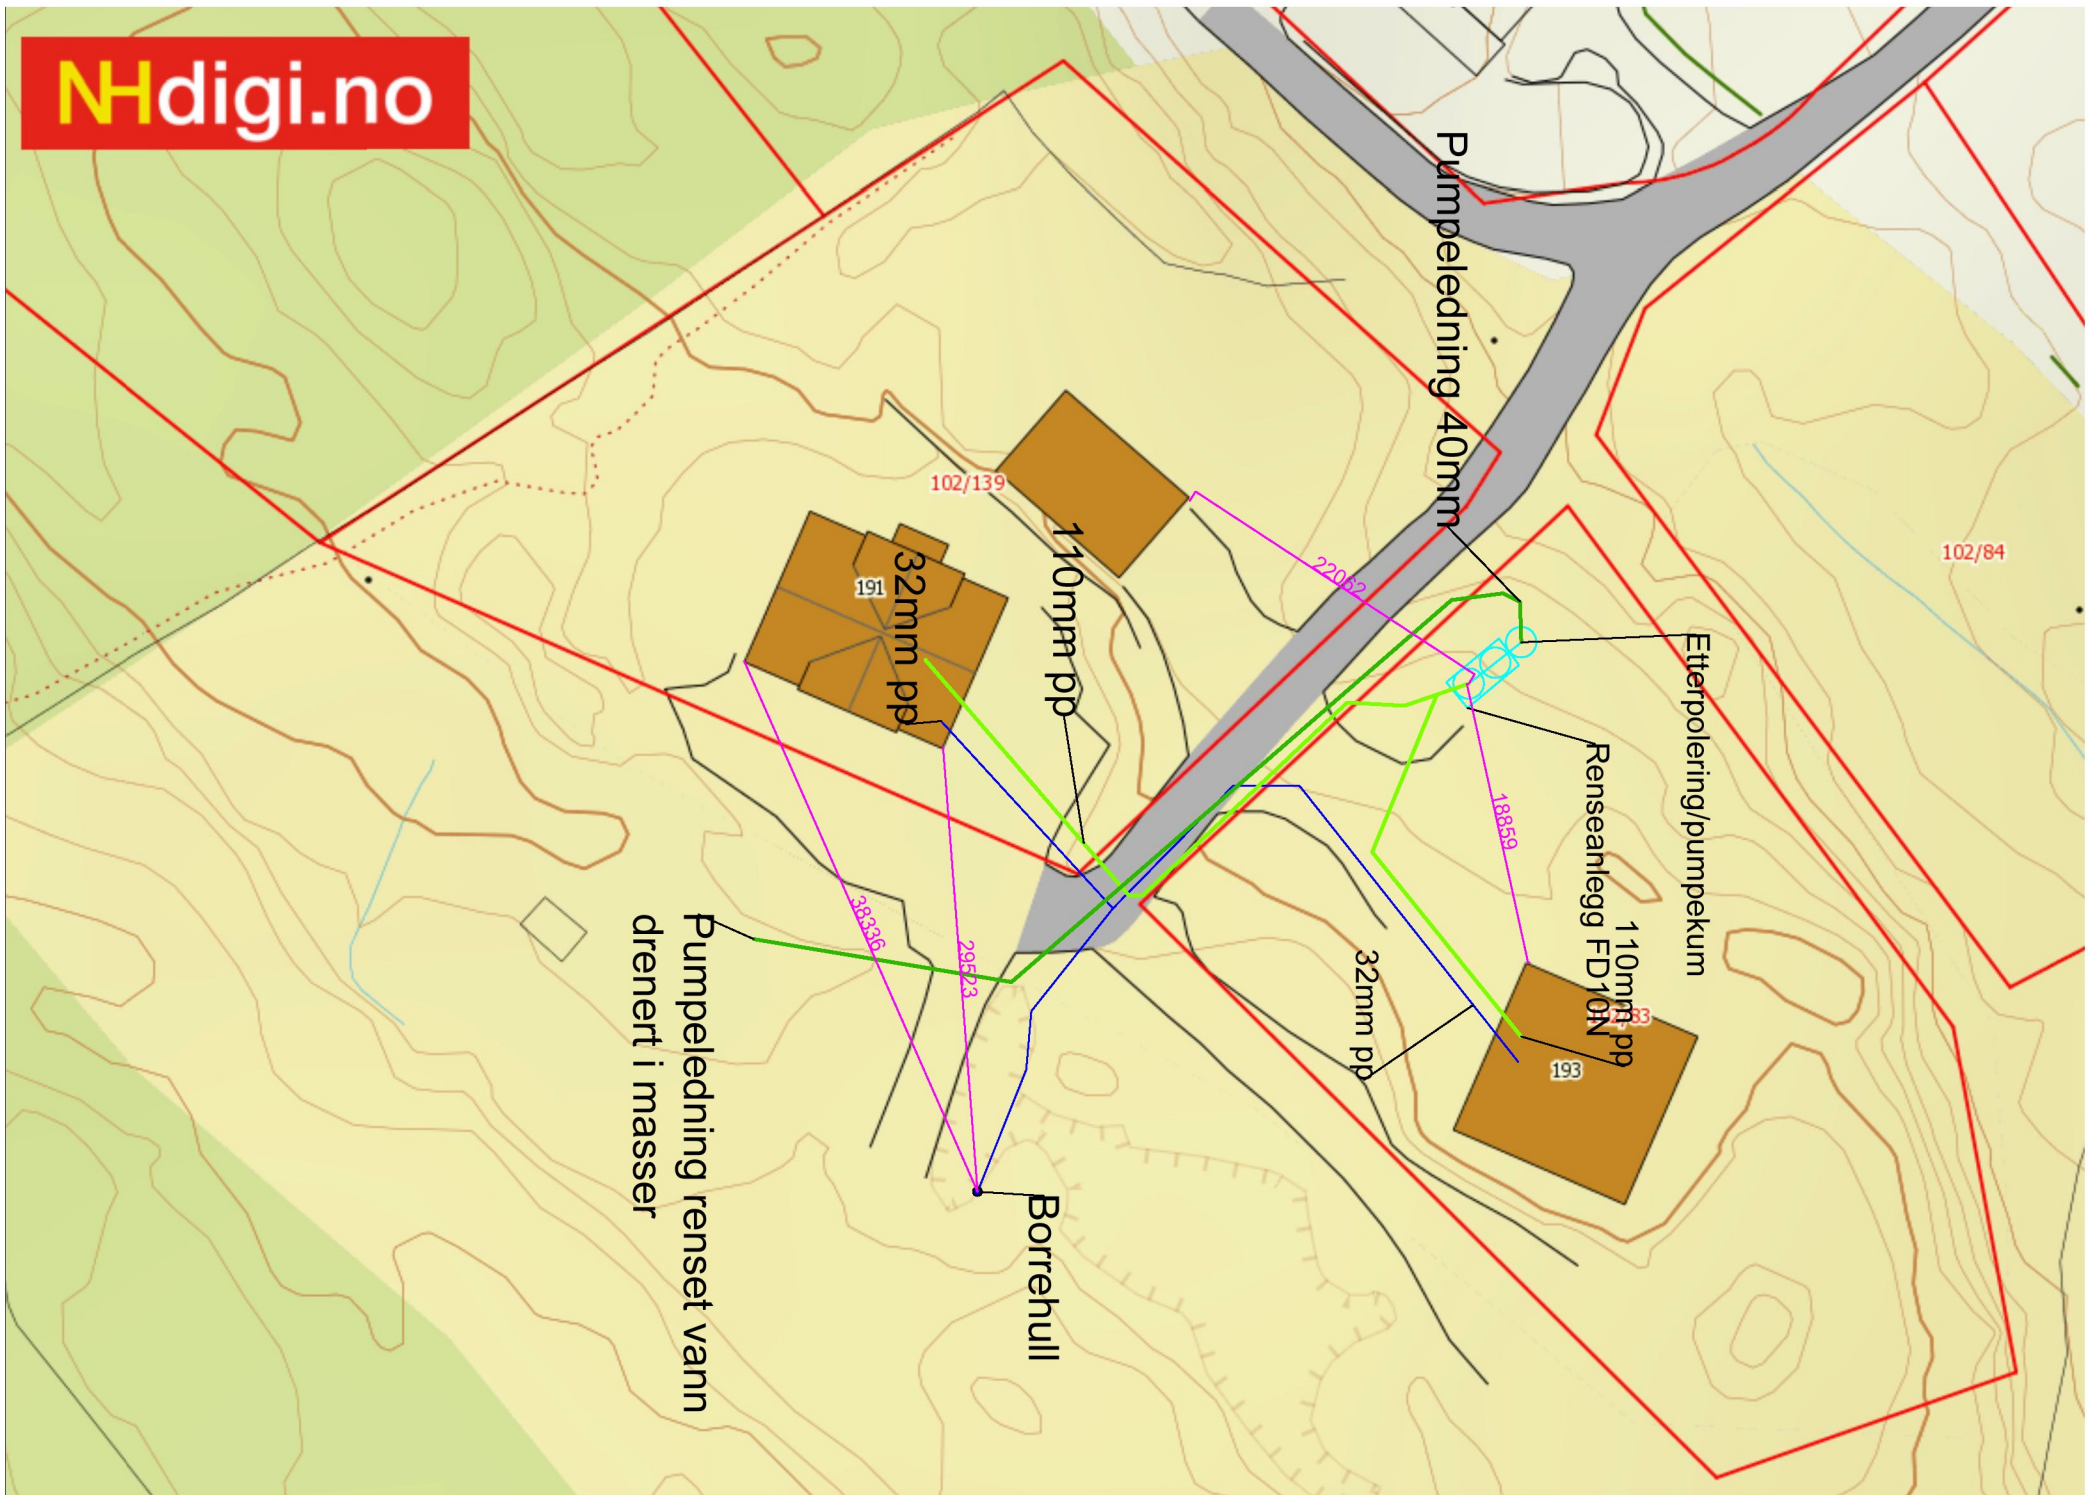 NHdigi.no
Pumpeledning 40mm
102/139
102/84
110mm pp
32mm pp
191
22062
Etterpolering/pumpekum
Renseanlegg FD10N
18859
110mm pp
32mm pp
193
38336
29523
Pumpeledning renset vann
drenert i masser
Borrehull